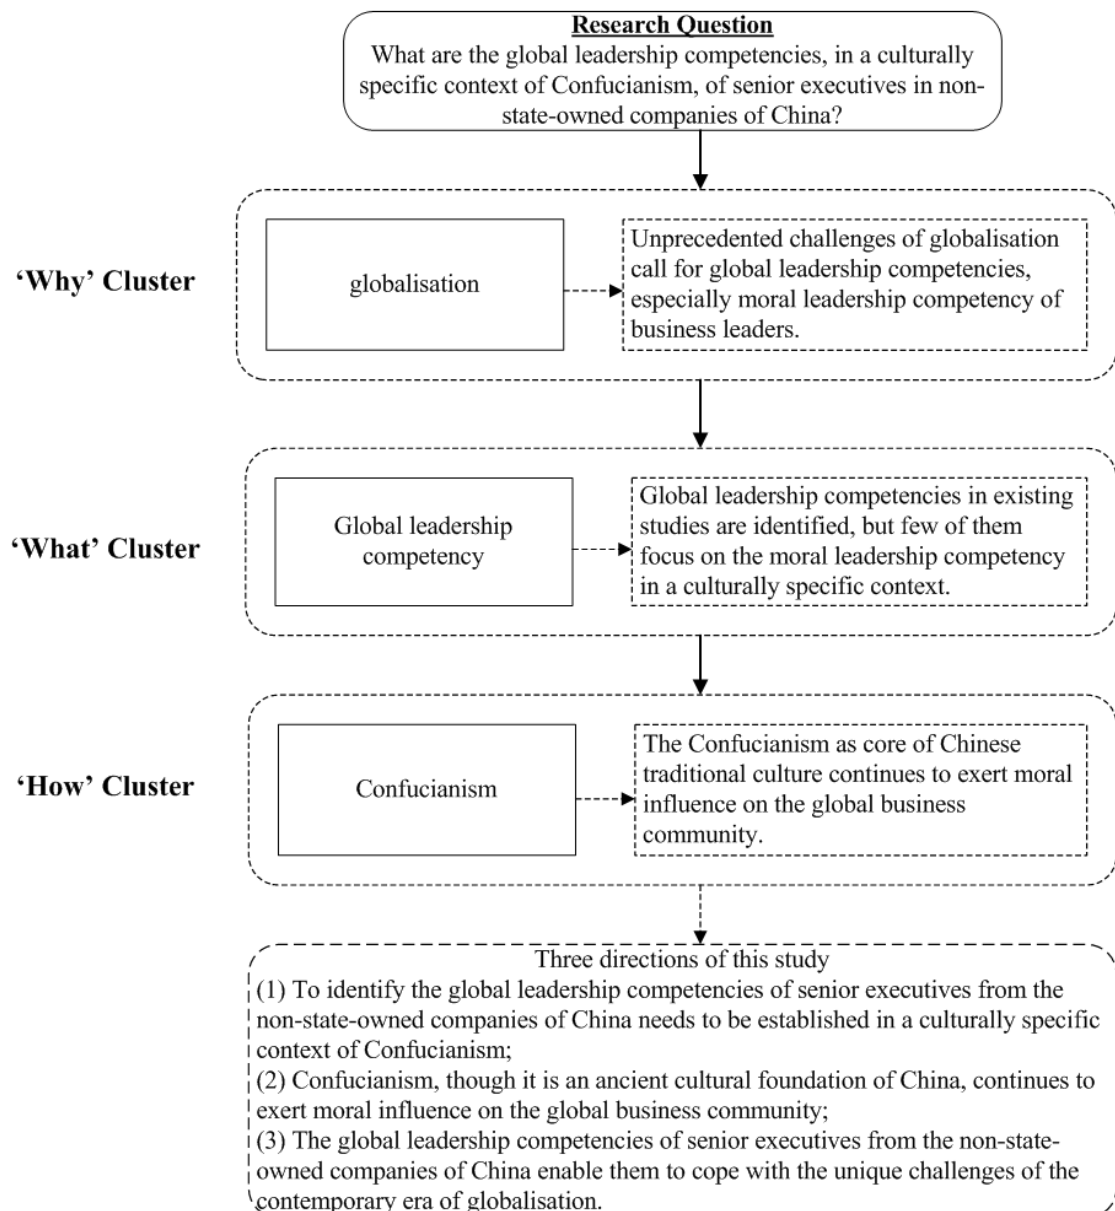 Research Question
What are the global leadership competencies, in a culturally
specific context of Confucianism, of senior executives in non-
state-owned companies of China?
‘Why’ Cluster
globalisation
Unprecedented challenges of globalisation
call for global leadership competencies,
especially moral leadership competency of
business leaders.
‘What’ Cluster
Global leadership
competency
Global leadership competencies in existing
studies are identified, but few of them
focus on the moral leadership competency
in a culturally specific context.
‘How’ Cluster
Confucianism
The Confucianism as core of Chinese
traditional culture continues to exert moral
influence on the global business
community.
Three directions of this study
(1) To identify the global leadership competencies of senior executives from the
non-state-owned companies of China needs to be established in a culturally specific
context of Confucianism;
(2) Confucianism, though it is an ancient cultural foundation of China, continues to
exert moral influence on the global business community;
(3) The global leadership competencies of senior executives from the non-state-
owned companies of China enable them to cope with the unique challenges of the
contemporary era of globalisation.